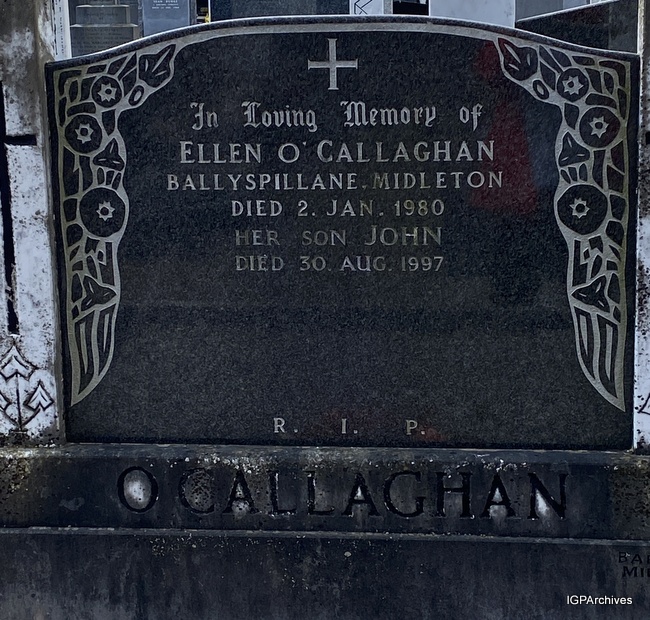 In Loving Memory of
ELLEN O'CALLAGHAN
BALLYSPILLANE. MIDLETON
DIED 2. JAN. 1980
HER SON JOHN
DIED 30. AUG. 1997
R. I. P.
O'CALLAGHAN
IGPArchives